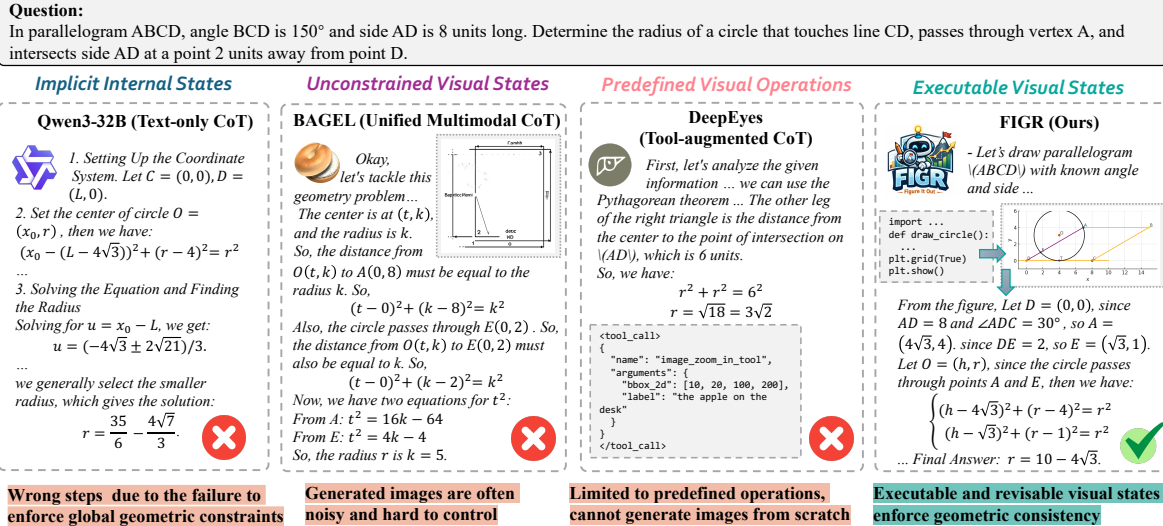 Question:
In parallelogram ABCD, angle BCD is 150° and side AD is 8 units long. Determine the radius of a circle that touches line CD, passes through vertex A, and
intersects side AD at a point 2 units away from point D.
Implicit Internal States
Qwen3-32B (Text-only CoT)
1. Setting Up the Coordinate
System. Let C = (0, 0), D =
(L, 0).
2. Set the center of circle O =
(x₀, r) , then we have:
(x₀ − (L − 4√3))² + (r − 4)² = r²
...
3. Solving the Equation and Finding
the Radius
Solving for u = x₀ − L, we get:
u = (−4√3 ± 2√21)/3.
...
we generally select the smaller
radius, which gives the solution:
r = 35/6 − 4√7/3.
Wrong steps due to the failure to
enforce global geometric constraints
Unconstrained Visual States
BAGEL (Unified Multimodal CoT)
Okay,
let's tackle this
geometry problem...
The center is at (t, k),
and the radius is k.
So, the distance from
O(t, k) to A(0, 8) must be equal to the
radius k. So,
(t − 0)² + (k − 8)² = k²
Also, the circle passes through E(0, 2) . So,
the distance from O(t, k) to E(0, 2) must
also be equal to k. So,
(t − 0)² + (k − 2)² = k²
Now, we have two equations for t²:
From A: t² = 16k − 64
From E: t² = 4k − 4
So, the radius r is k = 5.
Generated images are often
noisy and hard to control
Predefined Visual Operations
DeepEyes
(Tool-augmented CoT)
First, let's analyze the given
information ... we can use the
Pythagorean theorem ... The other leg
of the right triangle is the distance from
the center to the point of intersection on
\(AD\), which is 6 units.
So, we have:
r² + r² = 6²
r = √18 = 3√2
<tool_call>
{
"name": "image_zoom_in_tool",
"arguments": {
"bbox_2d": [10, 20, 100, 200],
"label": "the apple on the
desk"
}
}
</tool_call>
Limited to predefined operations,
cannot generate images from scratch
Executable Visual States
FIGR (Ours)
FIGR
Figure It Out
- Let's draw parallelogram
\(ABCD\) with known angle
and side ...
import ...
def draw_circle():
...
plt.grid(True)
plt.show()
0 2 4 6 8 10 12 14
From the figure, Let D = (0, 0), since
AD = 8 and ∠ADC = 30°, so A =
(4√3, 4). since DE = 2, so E = (√3, 1).
Let O = (h, r), since the circle passes
through points A and E, then we have:
(h − 4√3)² + (r − 4)² = r²
(h − √3)² + (r − 1)² = r²
... Final Answer: r = 10 − 4√3.
Executable and revisable visual states
enforce geometric consistency